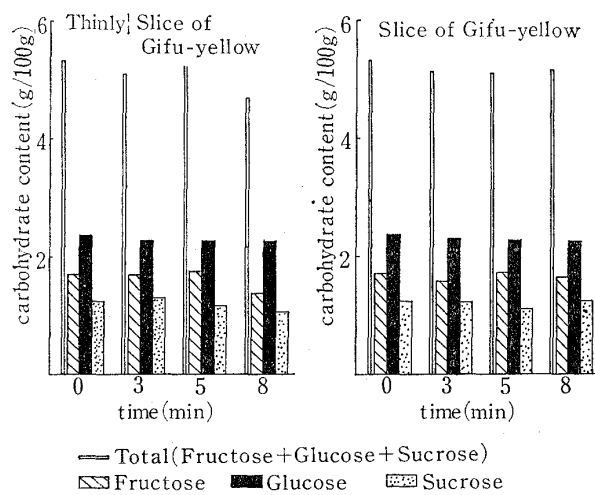 Thinly Slice of
Gifu-yellow
carbohydrate content(g/100g)
6
4
2
0 3 5 8
time(min)
Slice of Gifu-yellow
carbohydrate content(g/100g)
6
4
2
0 3 5 8
time(min)
Total(Fructose+Glucose+Sucrose)
Fructose Glucose Sucrose